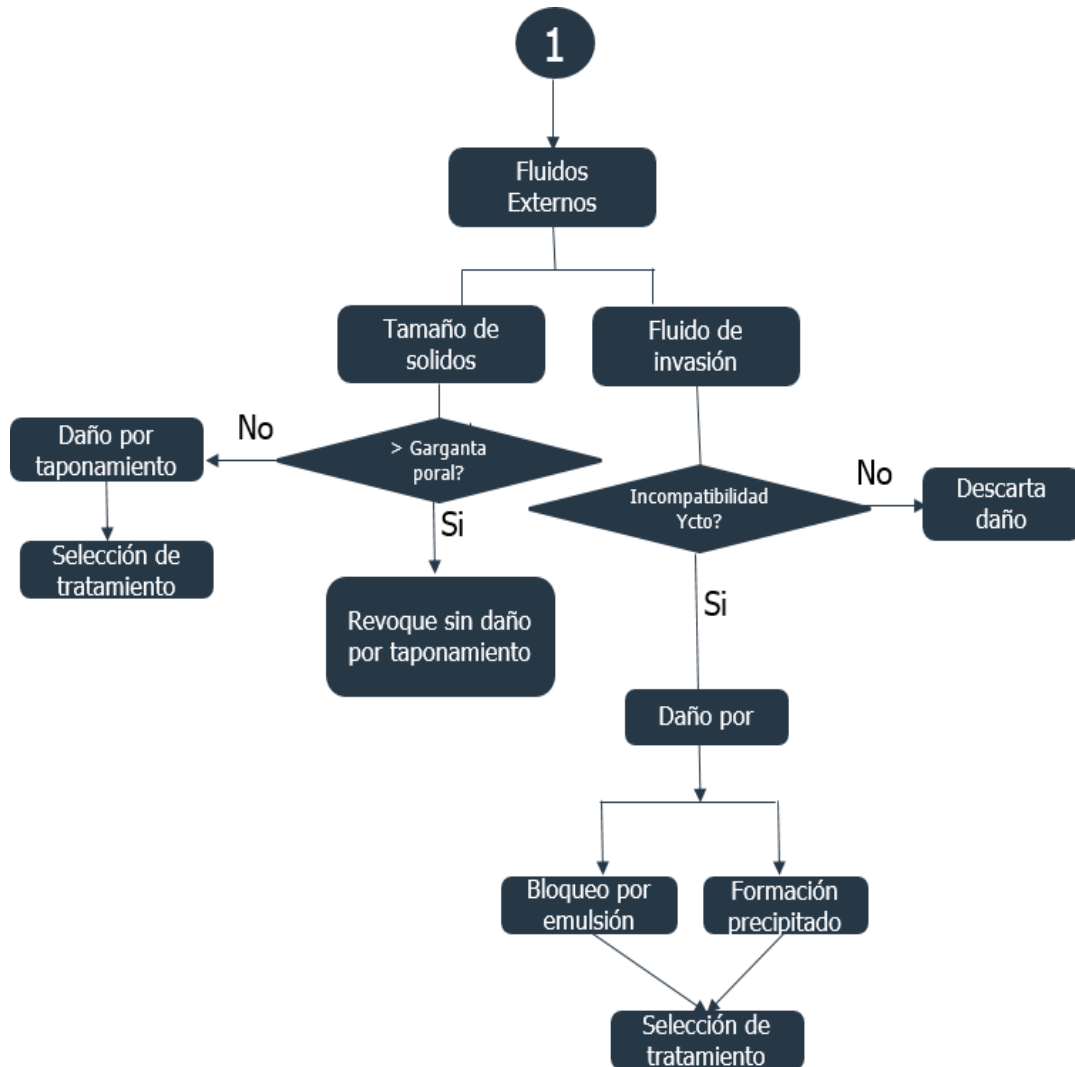 1
Fluidos
Externos
Tamaño de
solidos
Fluido de
invasión
No
Daño por
taponamiento
> Garganta
poral?
Si
Selección de
tratamiento
Revoque sin daño
por taponamiento
Incompatibilidad
Ycto?
No
Descarta
daño
Si
Daño por
Bloqueo por
emulsión
Formación
precipitado
Selección de
tratamiento